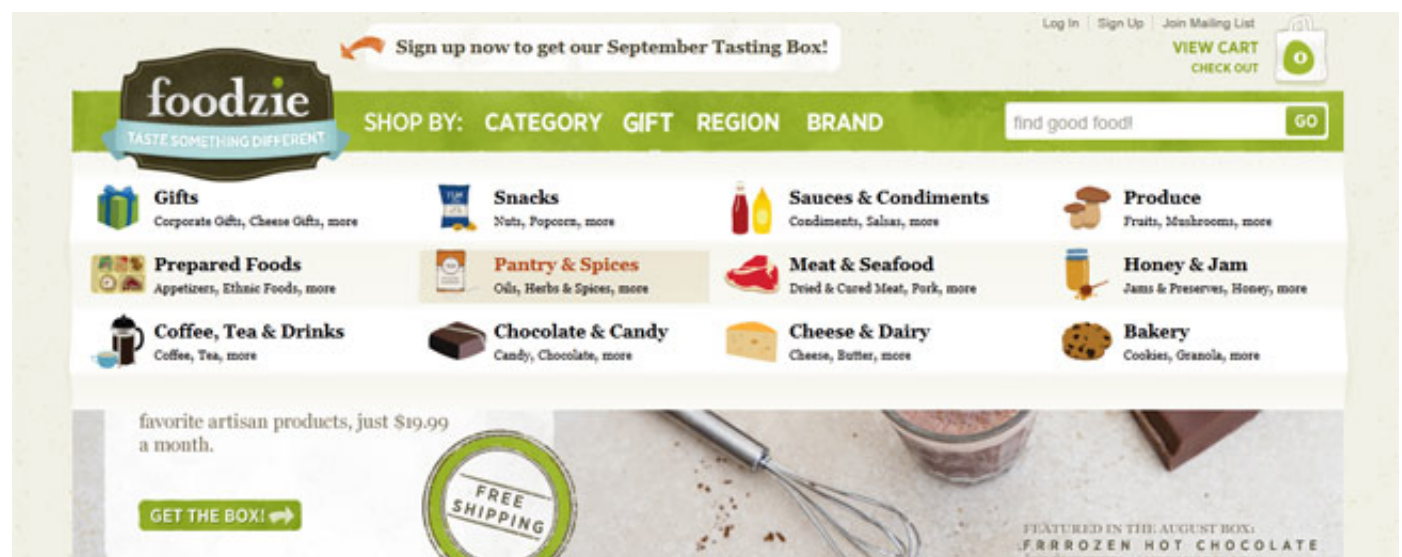 Log In Sign Up Join Mailing List
Sign up now to get our September Tasting Box!
VIEW CART
CHECK OUT
0
foodzie
TASTE SOMETHING DIFFERENT
SHOP BY: CATEGORY GIFT REGION BRAND
find good food!
GO
Gifts
Corporate Gifts, Cheese Gifts, more
Snacks
Nuts, Popcorn, more
Sauces & Condiments
Condiments, Salsas, more
Produce
Fruits, Mushrooms, more
Prepared Foods
Appetizers, Ethnic Foods, more
Pantry & Spices
Oils, Herbs & Spices, more
Meat & Seafood
Dried & Cured Meat, Pork, more
Honey & Jam
Jams & Preserves, Honey, more
Coffee, Tea & Drinks
Coffee, Tea, more
Chocolate & Candy
Candy, Chocolate, more
Cheese & Dairy
Cheese, Butter, more
Bakery
Cookies, Granola, more
favorite artisan products, just $19.99
a month.
GET THE BOX!
FREE
SHIPPING
FEATURED IN THE AUGUST BOX:
FRRROZEN HOT CHOCOLATE